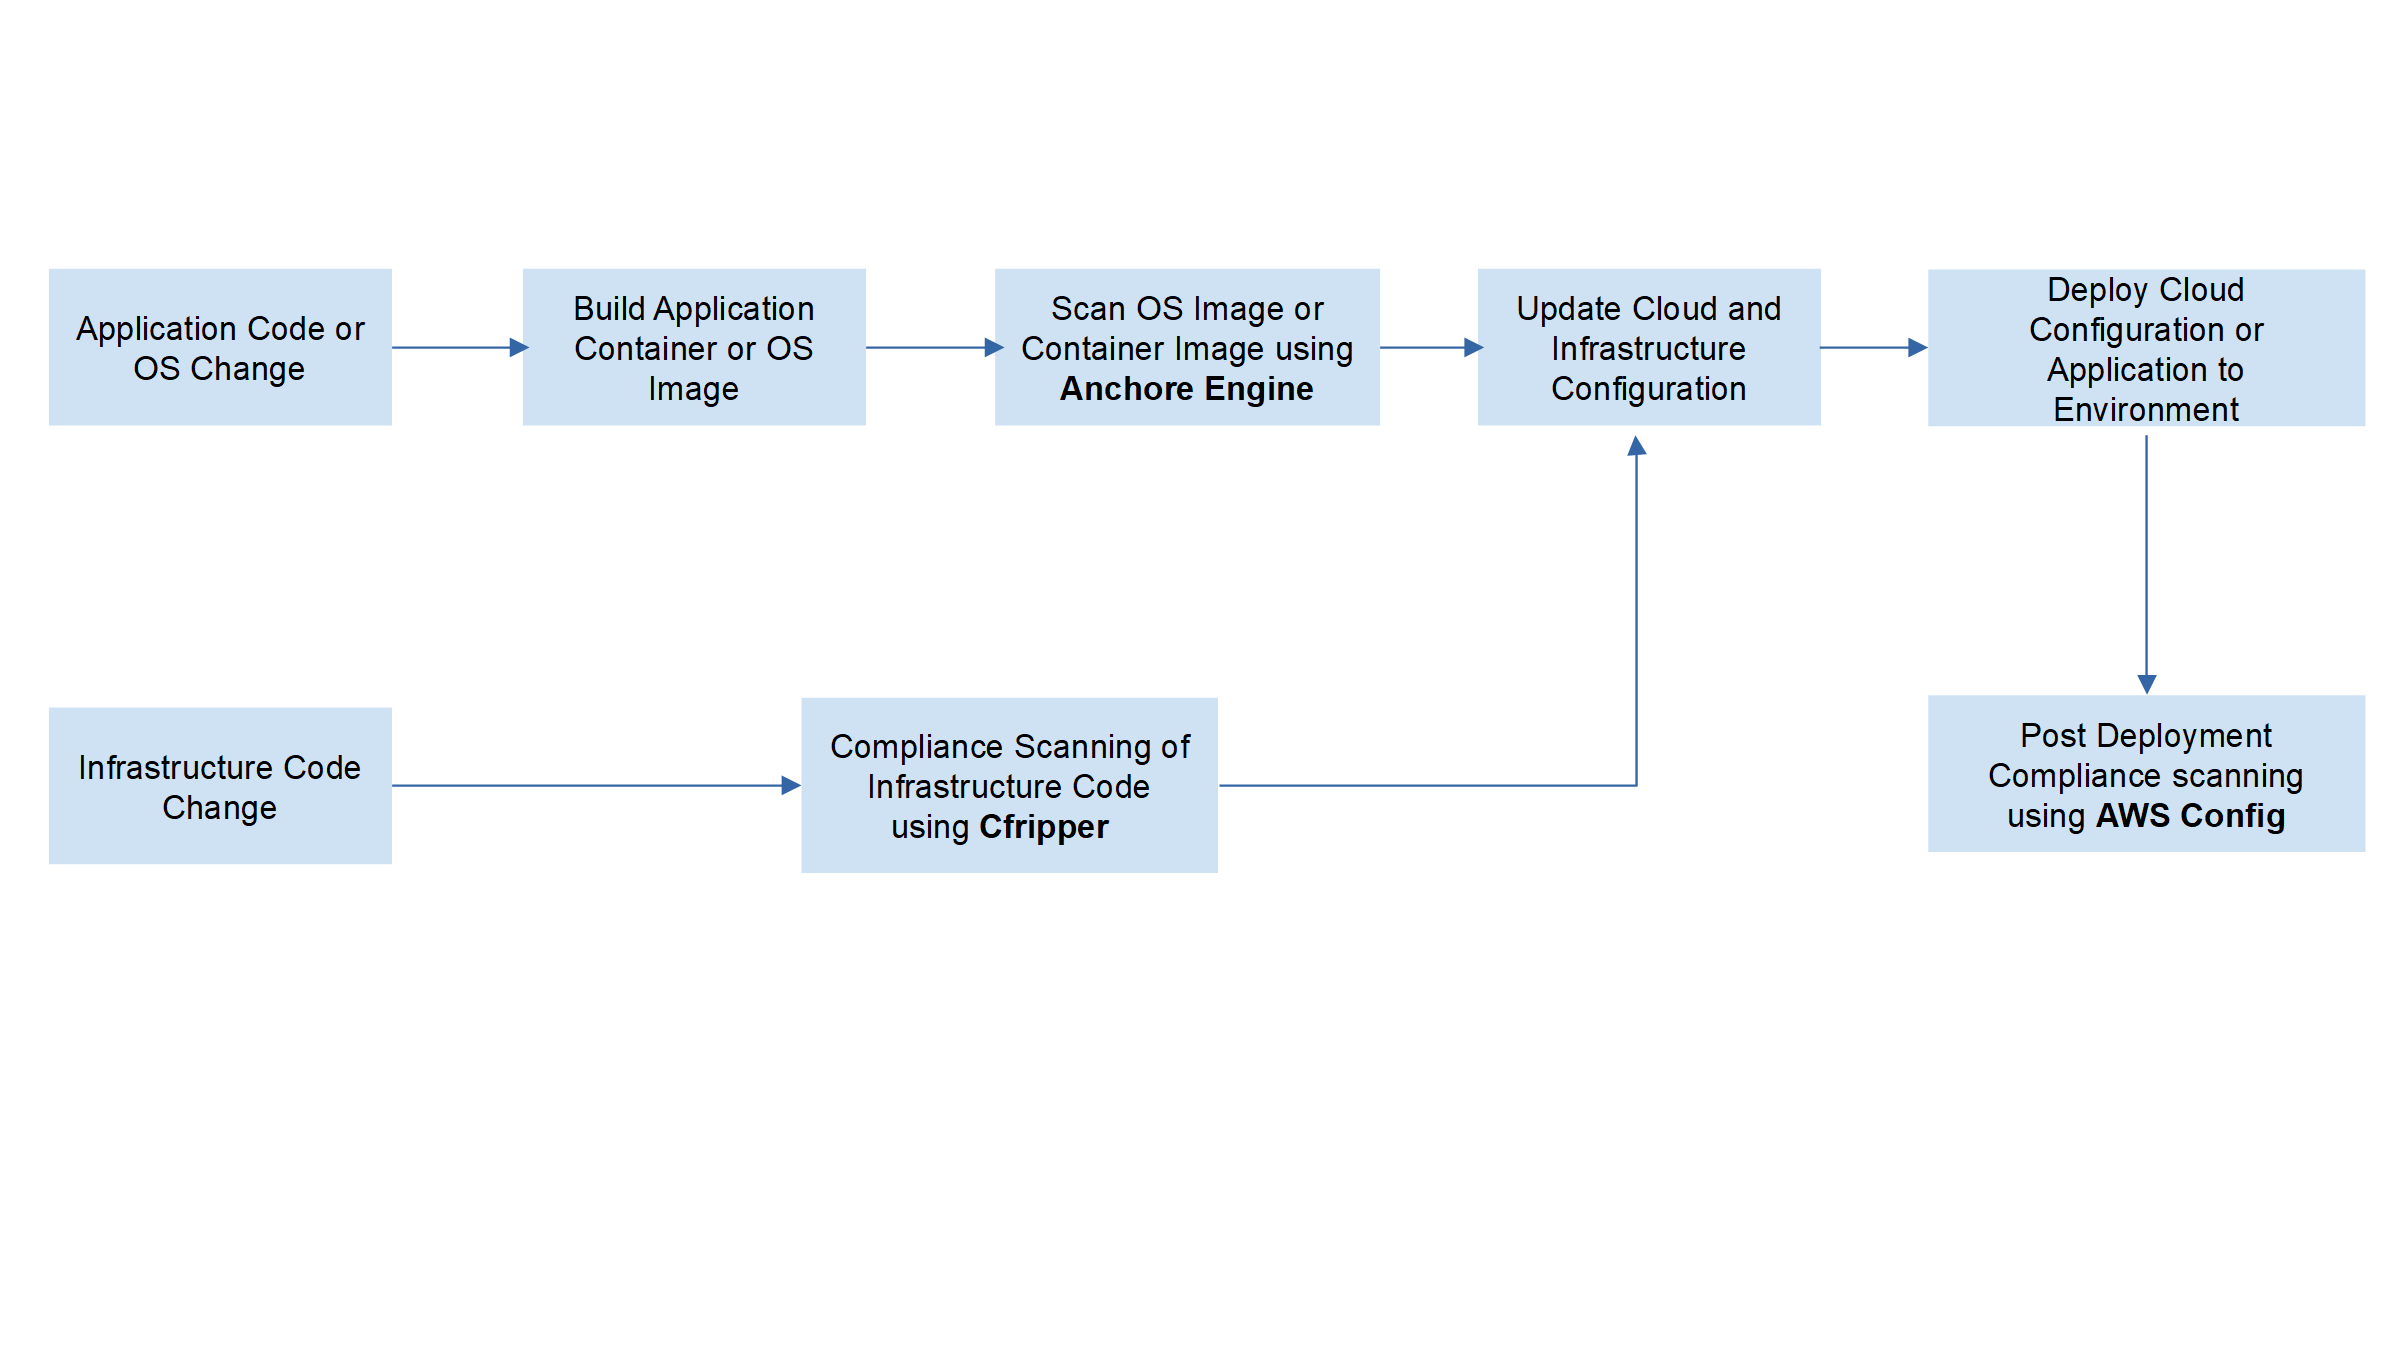 Application Code or
OS Change
Build Application
Container or OS
Image
Scan OS Image or
Container Image using
Anchore Engine
Update Cloud and
Infrastructure
Configuration
Deploy Cloud
Configuration or
Application to
Environment
Infrastructure Code
Change
Compliance Scanning of
Infrastructure Code
using Cfripper
Post Deployment
Compliance scanning
using AWS Config